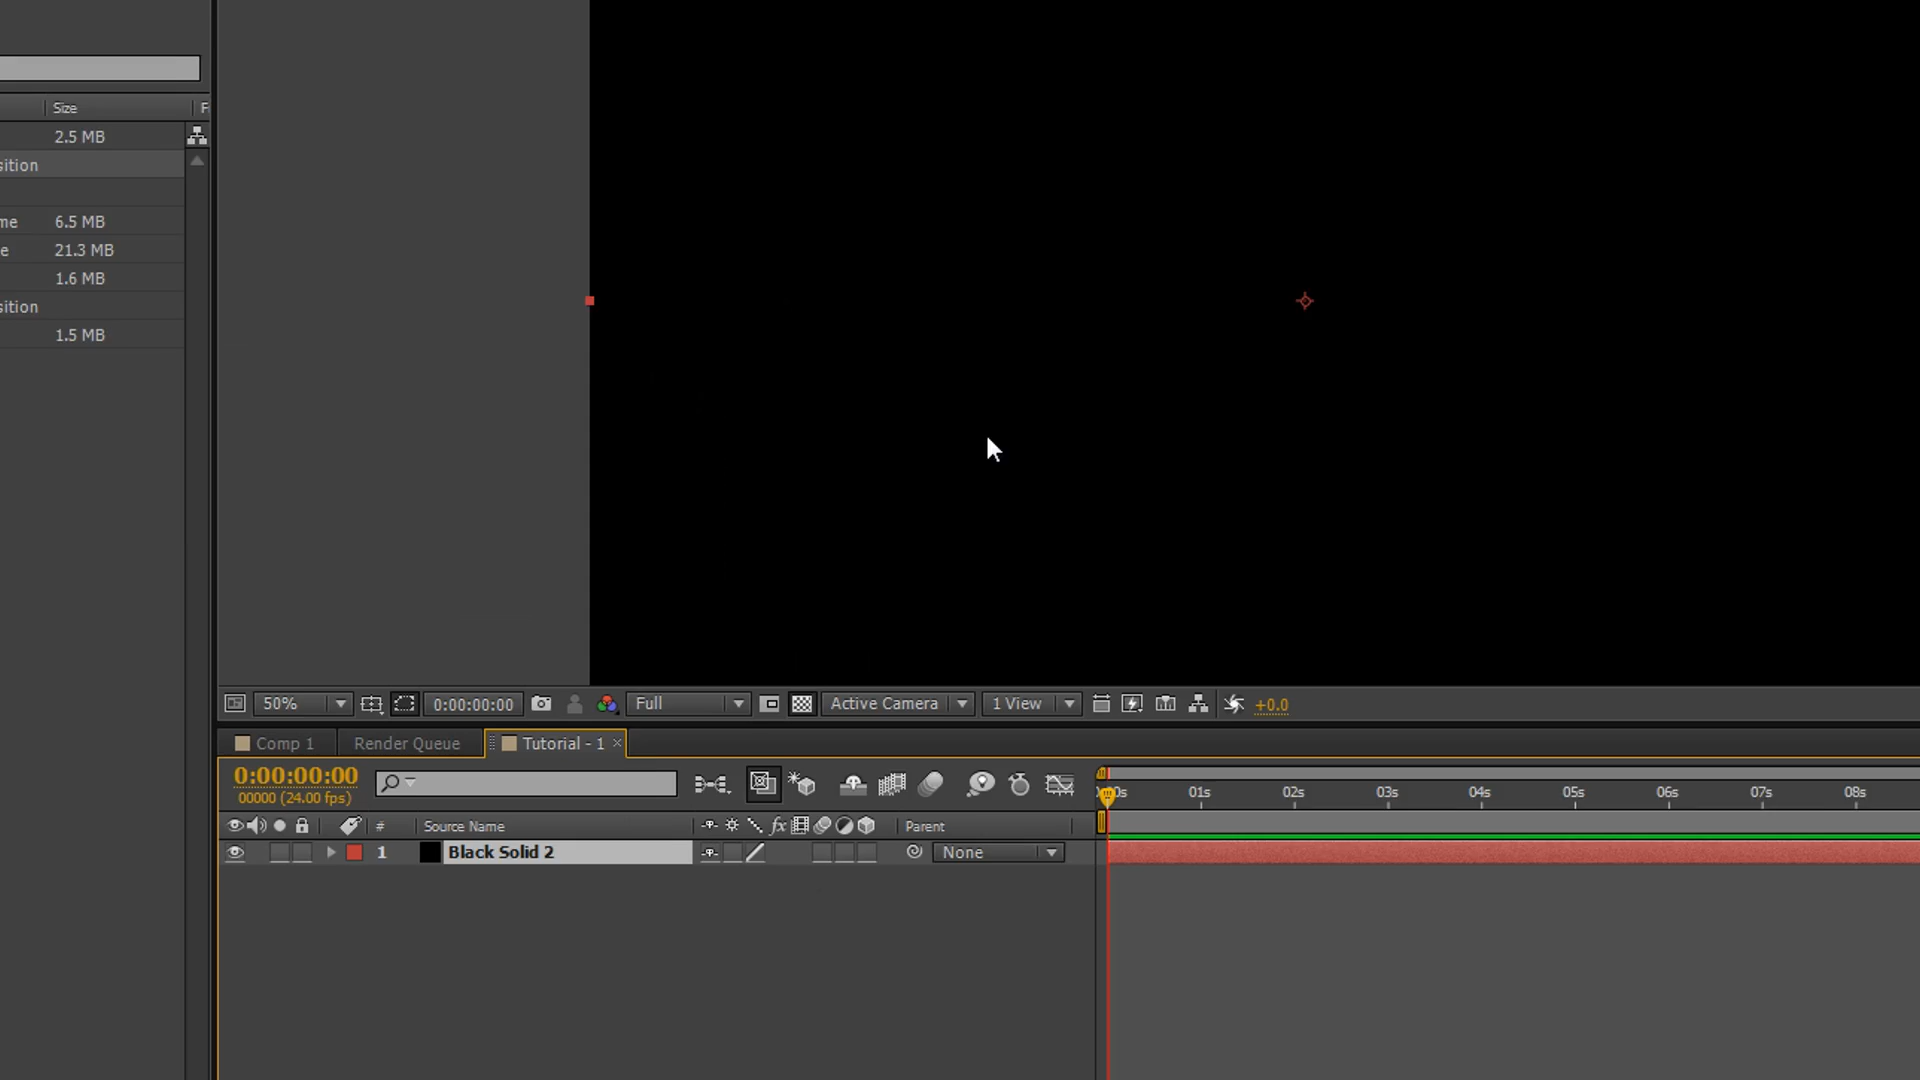 Size
F
2.5 MB
sition
me 6.5 MB
e 21.3 MB
1.6 MB
sition
1.5 MB
50% 0:00:00:00 Full Active Camera 1 View +0.0
Comp 1 Render Queue Tutorial - 1 ×
0:00:00:00
00000 (24.00 fps)
01s 02s 03s 04s 05s 06s 07s 08s
# Source Name fx Parent
1 Black Solid 2 None